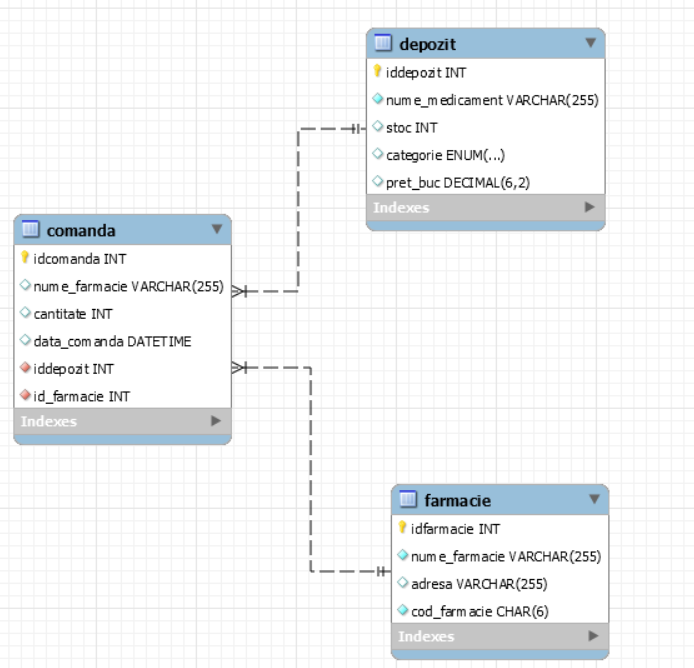 depozit
iddepozit INT
nume_medicament VARCHAR(255)
stoc INT
categorie ENUM(...)
pret_buc DECIMAL(6,2)
Indexes
comanda
idcomanda INT
nume_farmacie VARCHAR(255)
cantitate INT
data_comanda DATETIME
iddepozit INT
id_farmacie INT
Indexes
farmacie
idfarmacie INT
nume_farmacie VARCHAR(255)
adresa VARCHAR(255)
cod_farmacie CHAR(6)
Indexes